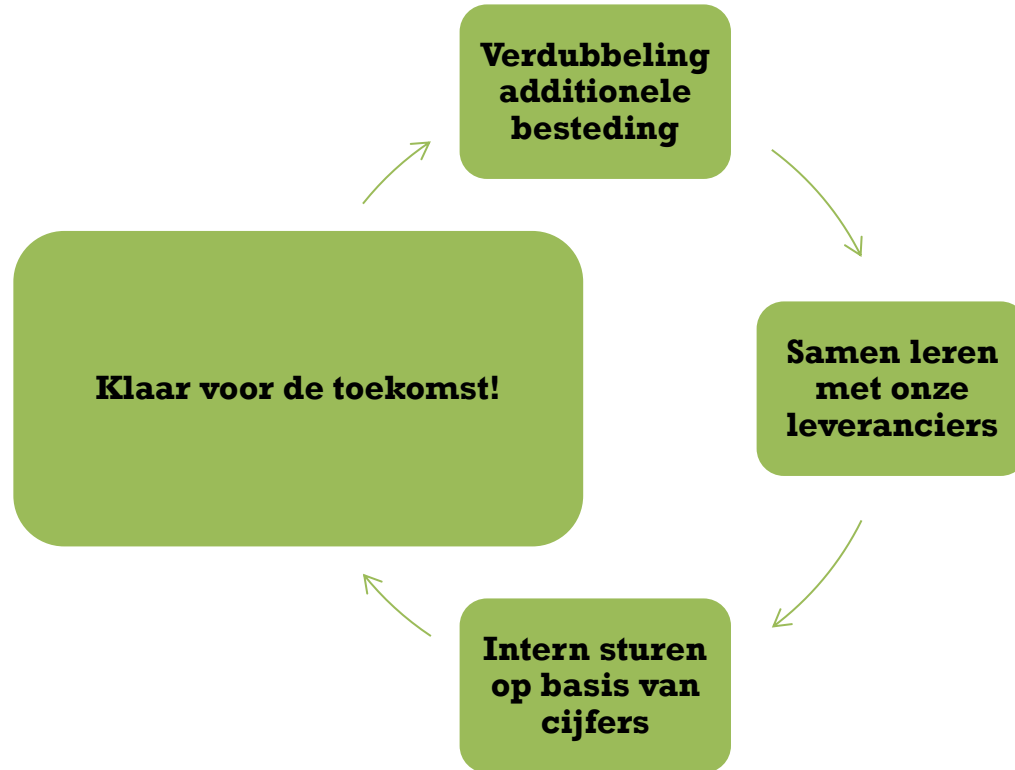 Verdubbeling
additionele
besteding
Klaar voor de toekomst!
Samen leren
met onze
leveranciers
Intern sturen
op basis van
cijfers